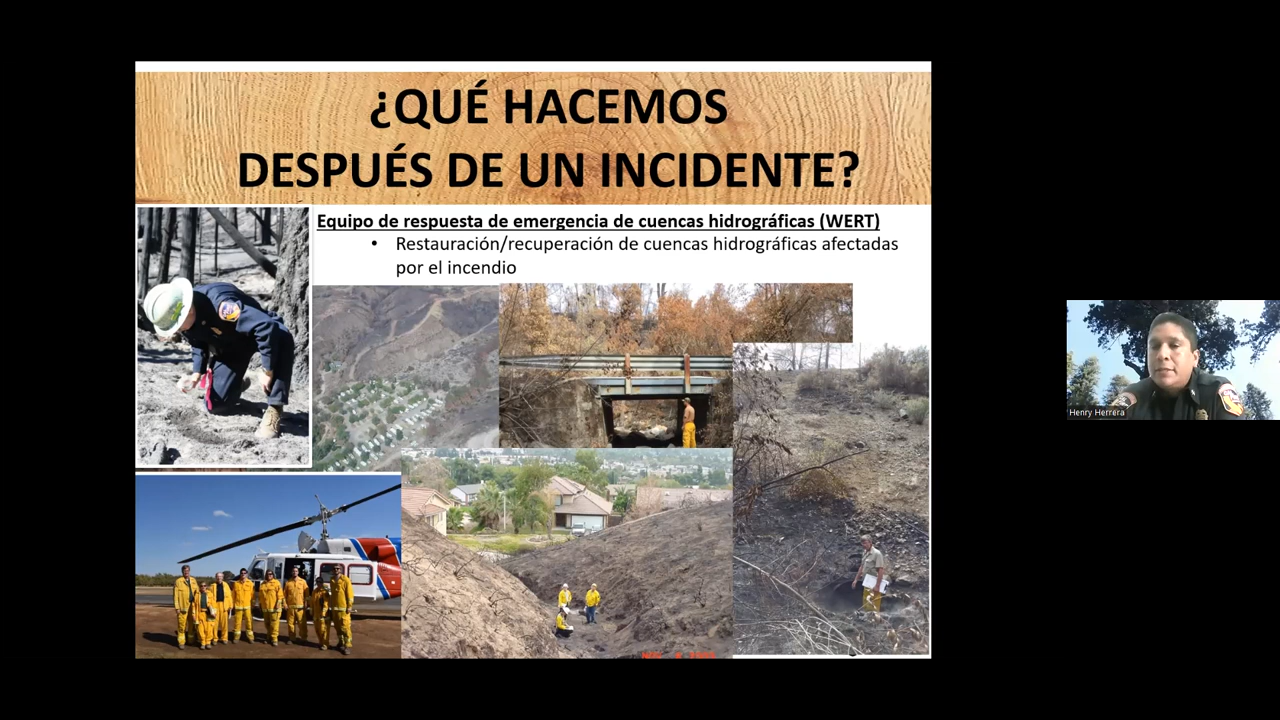 ¿QUÉ HACEMOS
DESPUÉS DE UN INCIDENTE?
Equipo de respuesta de emergencia de cuencas hidrográficas (WERT)
• Restauración/recuperación de cuencas hidrográficas afectadas
por el incendio
Henry Herrera